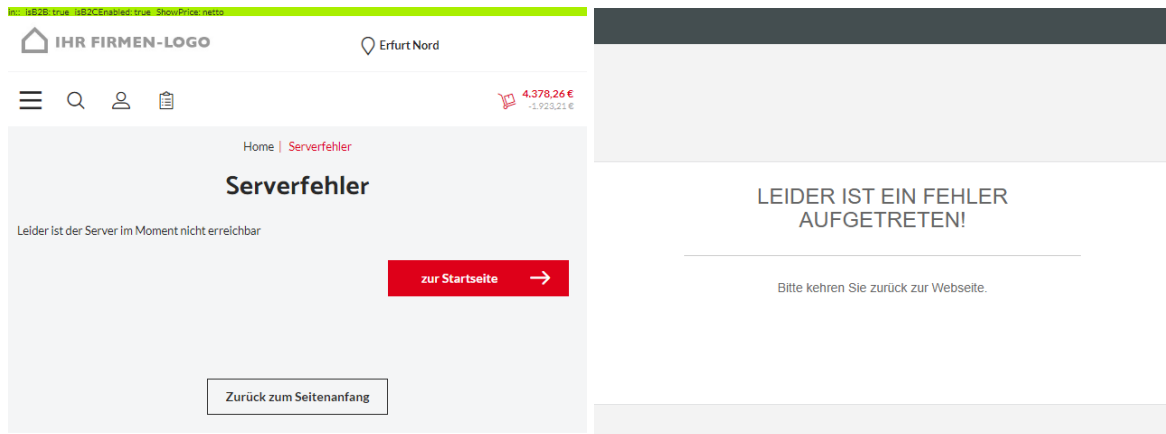 in:: isB2B: true isB2CEnabled: true ShowPrice: netto
IHR FIRMEN-LOGO
Erfurt Nord
4.378,26 €
-1.923,21 €
Home | Serverfehler
Serverfehler
Leider ist der Server im Moment nicht erreichbar
zur Startseite
Zurück zum Seitenanfang
LEIDER IST EIN FEHLER
AUFGETRETEN!
Bitte kehren Sie zurück zur Webseite.